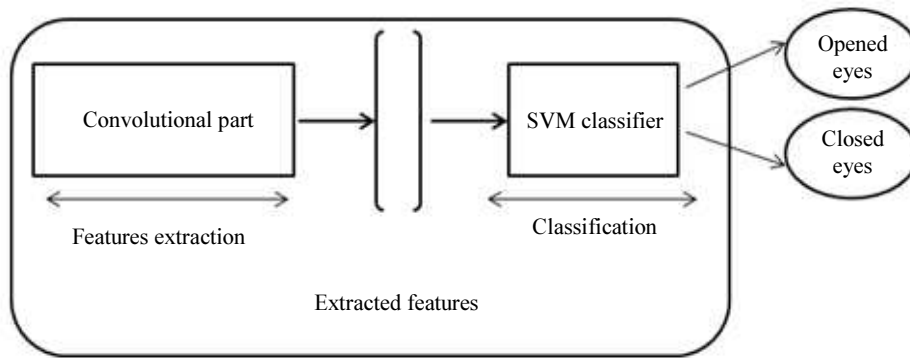 Opened
eyes
Convolutional part
SVM classifier
Closed
eyes
Features extraction
Classification
Extracted features